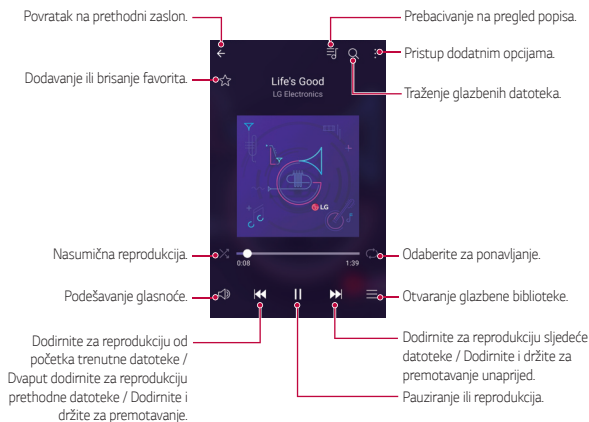 Povratak na prethodni zaslon.
Prebacivanje na pregled popisa.
Pristup dodatnim opcijama.
Dodavanje ili brisanje favorita.
Life's Good
LG Electronics
Traženje glazbenih datoteka.
LG
Nasumična reprodukcija.
Odaberite za ponavljanje.
0:08
1:39
Podešavanje glasnoće.
Otvaranje glazbene biblioteke.
Dodirnite za reprodukciju od
početka trenutne datoteke /
Dvaput dodirnite za reprodukciju
prethodne datoteke / Dodirnite i
držite za premotavanje.
Dodirnite za reprodukciju sljedeće
datoteke / Dodirnite i držite za
premotavanje unaprijed.
Pauziranje ili reprodukcija.